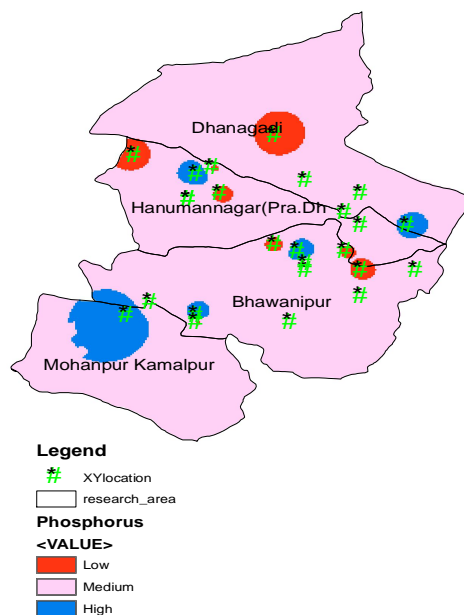 Dhanagadi
Hanumannagar(Pra.Dh
Bhawanipur
Mohanpur Kamalpur
Legend
XYlocation
research_area
Phosphorus
<VALUE>
Low
Medium
High